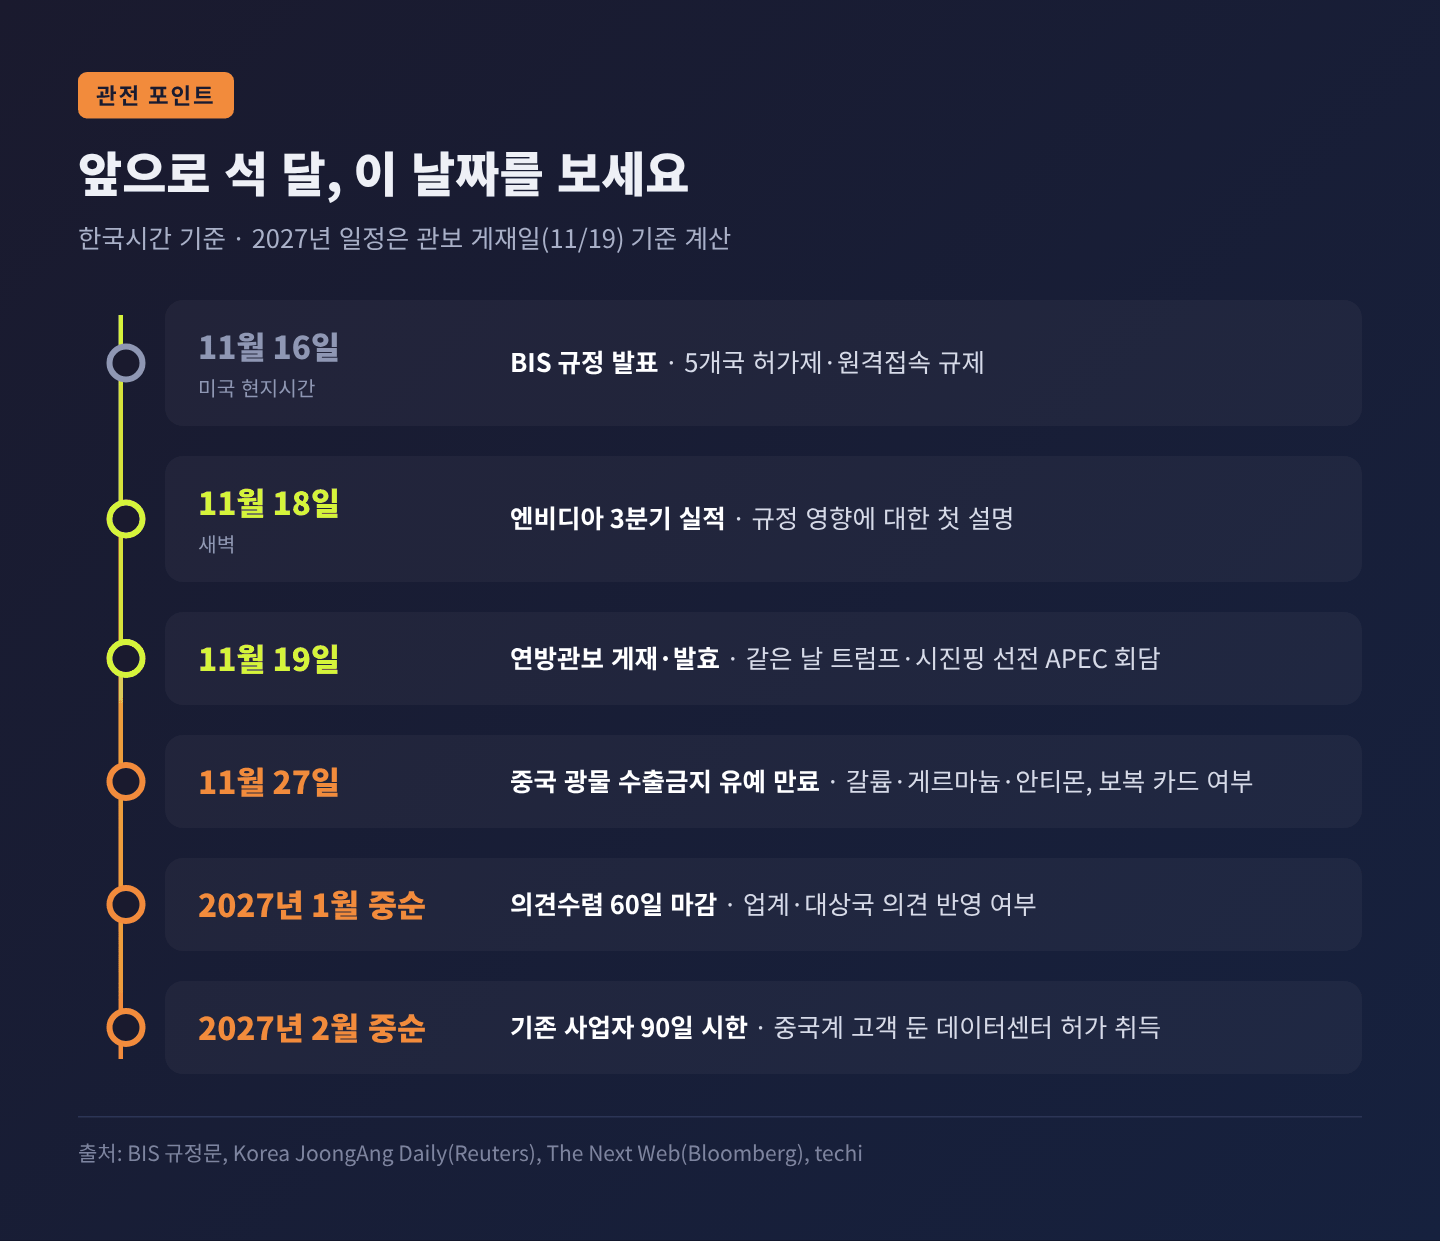 관전 포인트
앞으로 석 달, 이 날짜를 보세요
한국시간 기준 · 2027년 일정은 관보 게재일(11/19) 기준 계산
11월 16일
미국 현지시간
BIS 규정 발표 · 5개국 허가제·원격접속 규제
11월 18일
새벽
엔비디아 3분기 실적 · 규정 영향에 대한 첫 설명
11월 19일
연방관보 게재·발효 · 같은 날 트럼프·시진핑 선전 APEC 회담
11월 27일
중국 광물 수출금지 유예 만료 · 갈륨·게르마늄·안티몬, 보복 카드 여부
2027년 1월 중순
의견수렴 60일 마감 · 업계·대상국 의견 반영 여부
2027년 2월 중순
기존 사업자 90일 시한 · 중국계 고객 둔 데이터센터 허가 취득
출처: BIS 규정문, Korea JoongAng Daily(Reuters), The Next Web(Bloomberg), techi